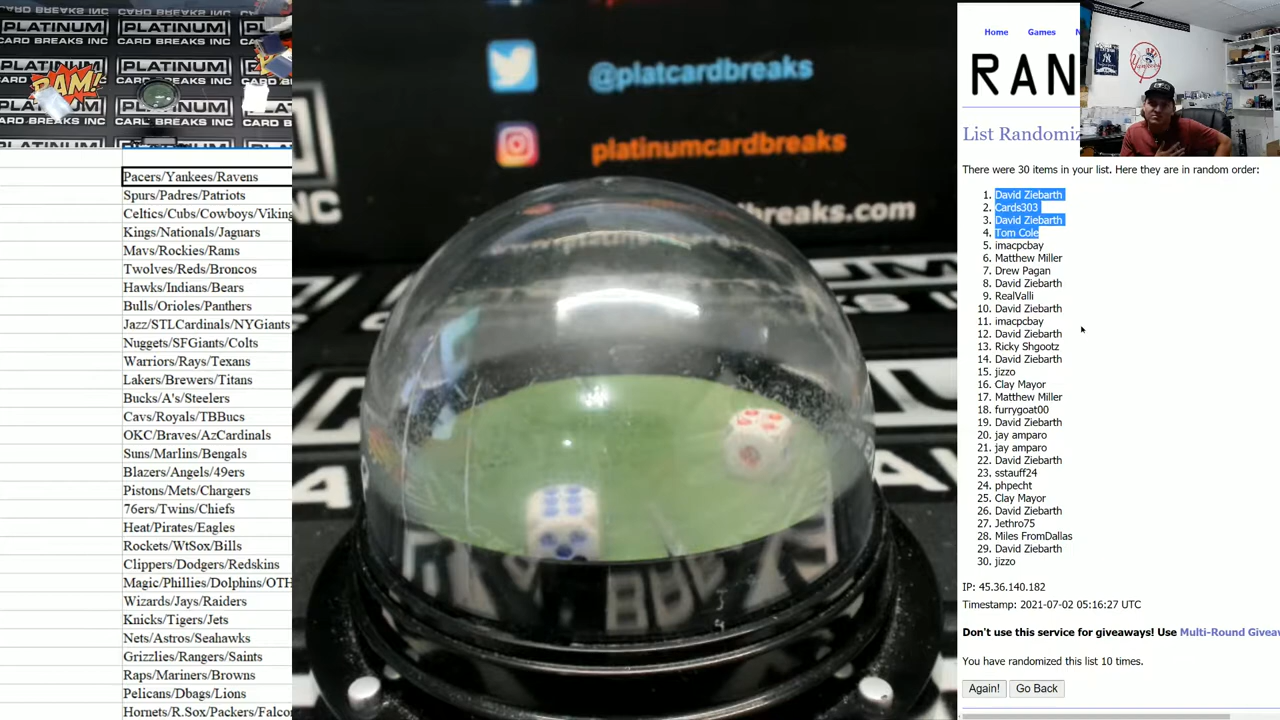 PLATINUM
CARD BREAKS INC
PLATINUM
CARD BREAKS INC
BAM!
Pacers/Yankees/Ravens
Spurs/Padres/Patriots
Celtics/Cubs/Cowboys/Viking
Kings/Nationals/Jaguars
Mavs/Rockies/Rams
Twolves/Reds/Broncos
Hawks/Indians/Bears
Bulls/Orioles/Panthers
Jazz/STLCardinals/NYGiants
Nuggets/SFGiants/Colts
Warriors/Rays/Texans
Lakers/Brewers/Titans
Bucks/A's/Steelers
Cavs/Royals/TBBucs
OKC/Braves/AzCardinals
Suns/Marlins/Bengals
Blazers/Angels/49ers
Pistons/Mets/Chargers
76ers/Twins/Chiefs
Heat/Pirates/Eagles
Rockets/WtSox/Bills
Clippers/Dodgers/Redskins
Magic/Phillies/Dolphins/OTH
Wizards/Jays/Raiders
Knicks/Tigers/Jets
Nets/Astros/Seahawks
Grizzlies/Rangers/Saints
Raps/Mariners/Browns
Pelicans/Dbags/Lions
Hornets/R.Sox/Packers/Falco
@platcardbreaks
platinumcardbreaks
breaks.com
Home Games N
RAN
List Randomiz
There were 30 items in your list. Here they are in random order:
1. David Ziebarth
2. Cards303
3. David Ziebarth
4. Tom Cole
5. imacpcbay
6. Matthew Miller
7. Drew Pagan
8. David Ziebarth
9. RealValli
10. David Ziebarth
11. imacpcbay
12. David Ziebarth
13. Ricky Shgootz
14. David Ziebarth
15. jizzo
16. Clay Mayor
17. Matthew Miller
18. furrygoat00
19. David Ziebarth
20. jay amparo
21. jay amparo
22. David Ziebarth
23. sstauff24
24. phpecht
25. Clay Mayor
26. David Ziebarth
27. Jethro75
28. Miles FromDallas
29. David Ziebarth
30. jizzo
IP: 45.36.140.182
Timestamp: 2021-07-02 05:16:27 UTC
Don't use this service for giveaways! Use Multi-Round Givea
You have randomized this list 10 times.
Again! Go Back